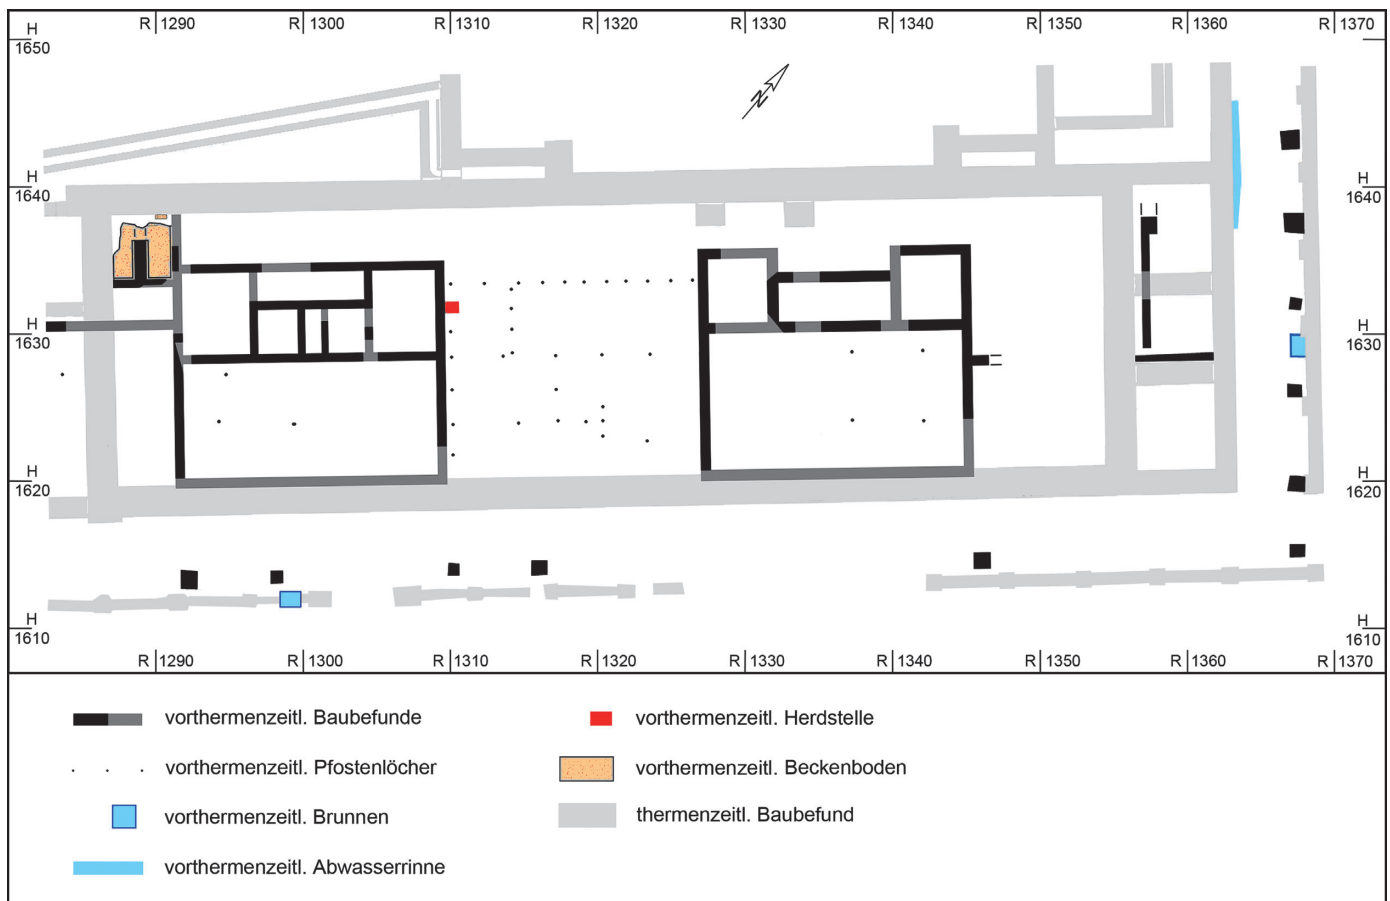 H R 1290 R 1300 R 1310 R 1320 R 1330 R 1340 R 1350 R 1360 R 1370
1650 H
1650
N
H H
1640 1640
H H
1630 1630
H H
1620 1620
H H
1610 1610
R 1290 R 1300 R 1310 R 1320 R 1330 R 1340 R 1350 R 1360 R 1370
vorthermenzeitl. Baubefunde
vorthermenzeitl. Pfostenlöcher
vorthermenzeitl. Brunnen
vorthermenzeitl. Abwasserrinne
vorthermenzeitl. Herdstelle
vorthermenzeitl. Beckenboden
thermenzeitl. Baubefund